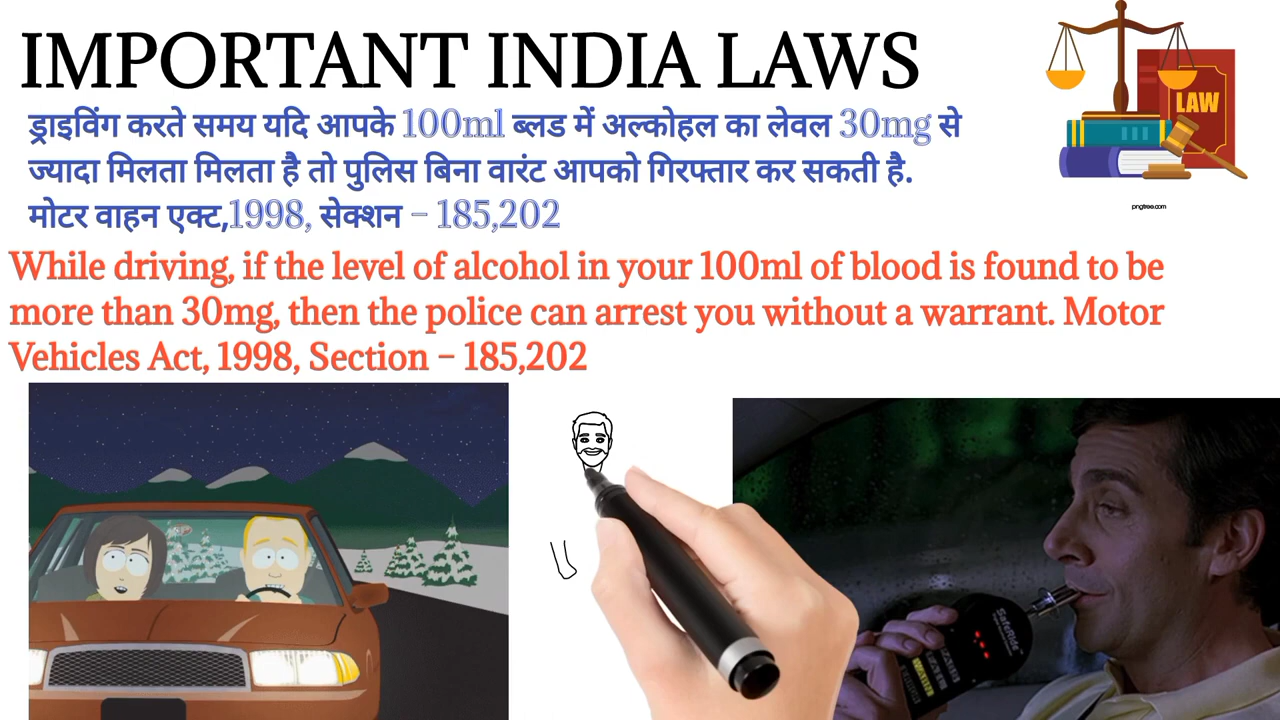 IMPORTANT INDIA LAWS
ड्राइविंग करते समय यदि आपके 100ml ब्लड में अल्कोहल का लेवल 30mg से
ज्यादा मिलता मिलता है तो पुलिस बिना वारंट आपको गिरफ्तार कर सकती है.
मोटर वाहन एक्ट,1998, सेक्शन – 185,202
LAW
pngtree.com
While driving, if the level of alcohol in your 100ml of blood is found to be
more than 30mg, then the police can arrest you without a warrant. Motor
Vehicles Act, 1998, Section – 185,202
SafeRide
WARN